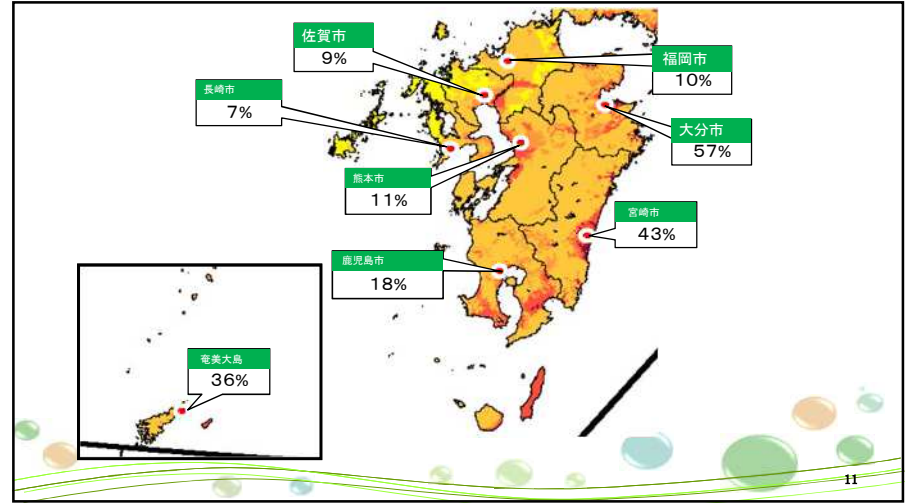 佐賀市
9%
福岡市
10%
長崎市
7%
大分市
57%
熊本市
11%
宮崎市
43%
鹿児島市
18%
奄美大島
36%
11